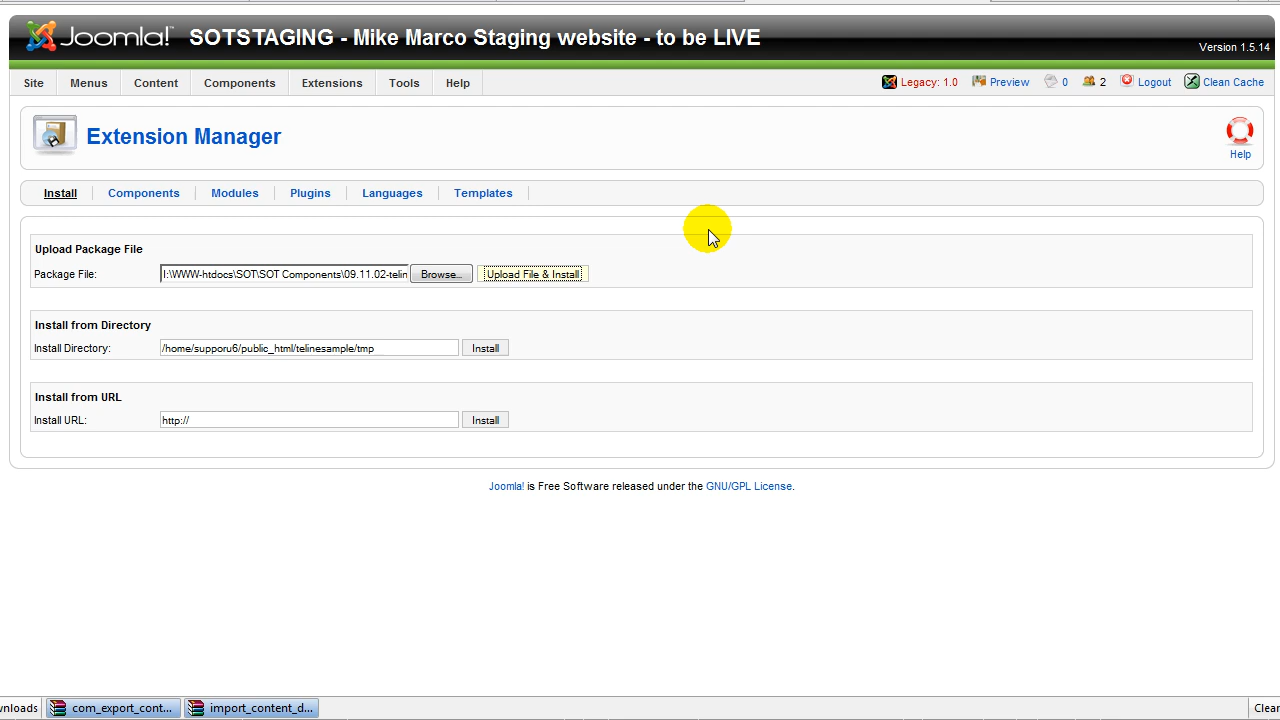 Joomla!™ SOTSTAGING - Mike Marco Staging website - to be LIVE
Version 1.5.14
Site Menus Content Components Extensions Tools Help Legacy: 1.0 Preview 0 2 Logout Clean Cache
Extension Manager
Help
Install Components Modules Plugins Languages Templates
Upload Package File
Package File: I:\WWW-htdocs\SOT\SOT Components\09.11.02-telin Browse... Upload File & Install
Install from Directory
Install Directory: /home/supporu6/public_html/telinesample/tmp Install
Install from URL
Install URL: http:// Install
Joomla! is Free Software released under the GNU/GPL License.
wnloads com_export_cont... import_content_d... Clear